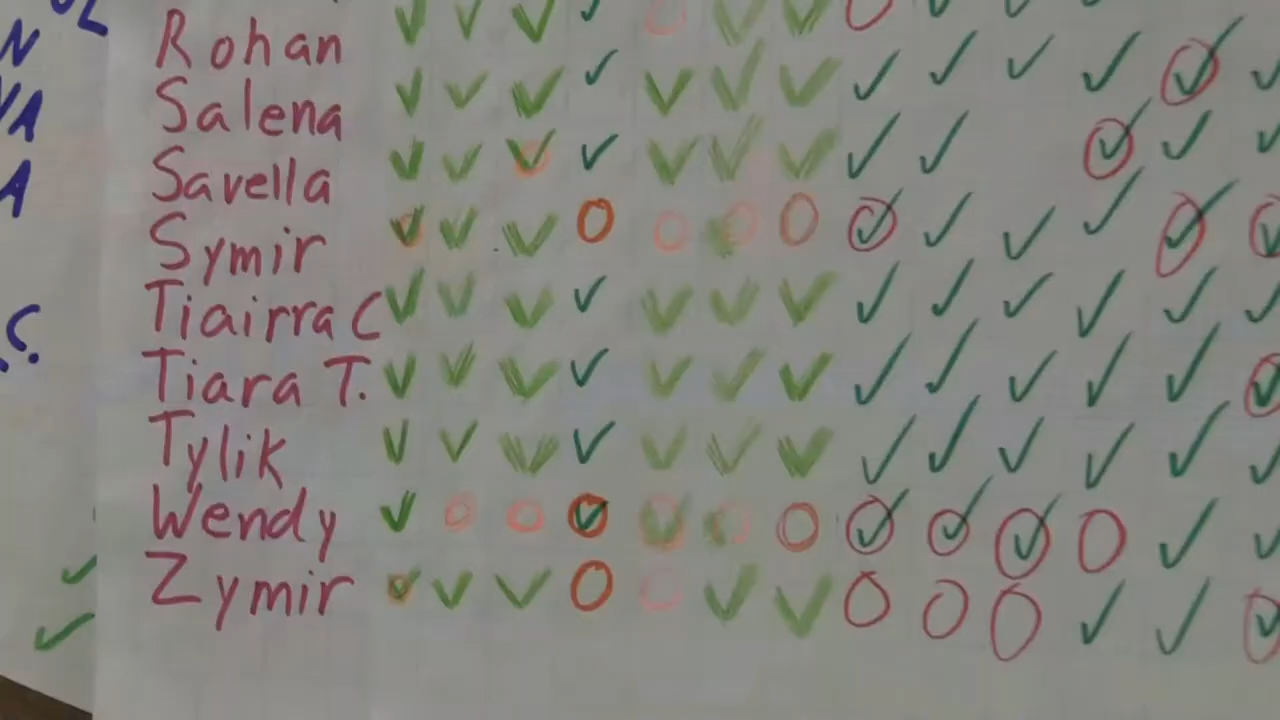 Rohan
Salena
Savella
Symir
Tiairra C
Tiara T.
Tylik
Wendy
Zymir